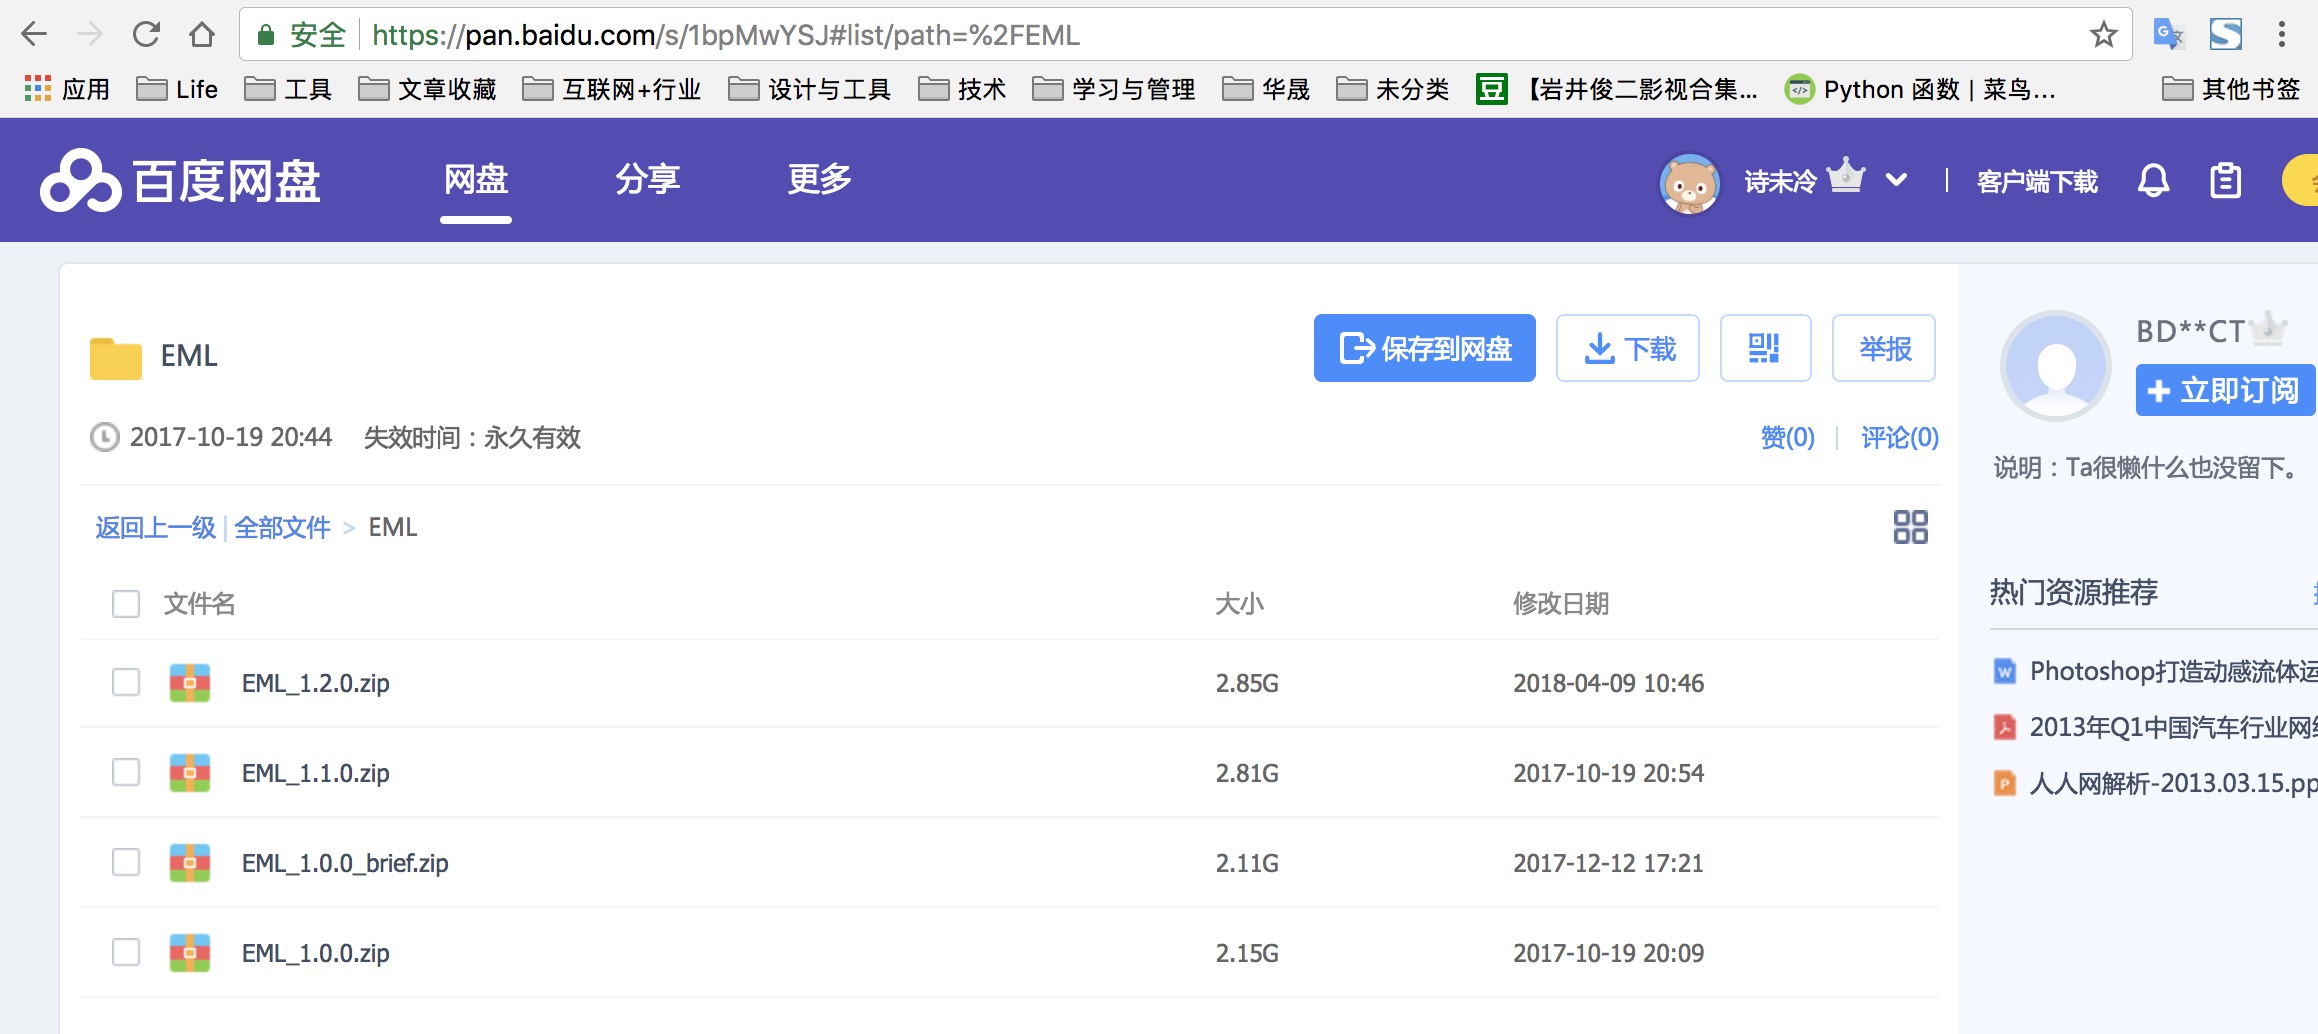 安全 https://pan.baidu.com/s/1bpMwYSJ#list/path=%2FEML
应用 Life 工具 文章收藏 互联网+行业 设计与工具 技术 学习与管理 华晟 未分类 【岩井俊二影视合集... Python 函数 | 菜鸟... 其他书签
百度网盘 网盘 分享 更多 诗未冷 客户端下载
EML 保存到网盘 下载 举报
2017-10-19 20:44 失效时间：永久有效 赞(0) 评论(0)
返回上一级 | 全部文件 > EML
文件名 大小 修改日期
EML_1.2.0.zip 2.85G 2018-04-09 10:46
EML_1.1.0.zip 2.81G 2017-10-19 20:54
EML_1.0.0_brief.zip 2.11G 2017-12-12 17:21
EML_1.0.0.zip 2.15G 2017-10-19 20:09
BD**CT
立即订阅
说明：Ta很懒什么也没留下。
热门资源推荐
Photoshop打造动感流体运
2013年Q1中国汽车行业网络
人人网解析-2013.03.15.pp